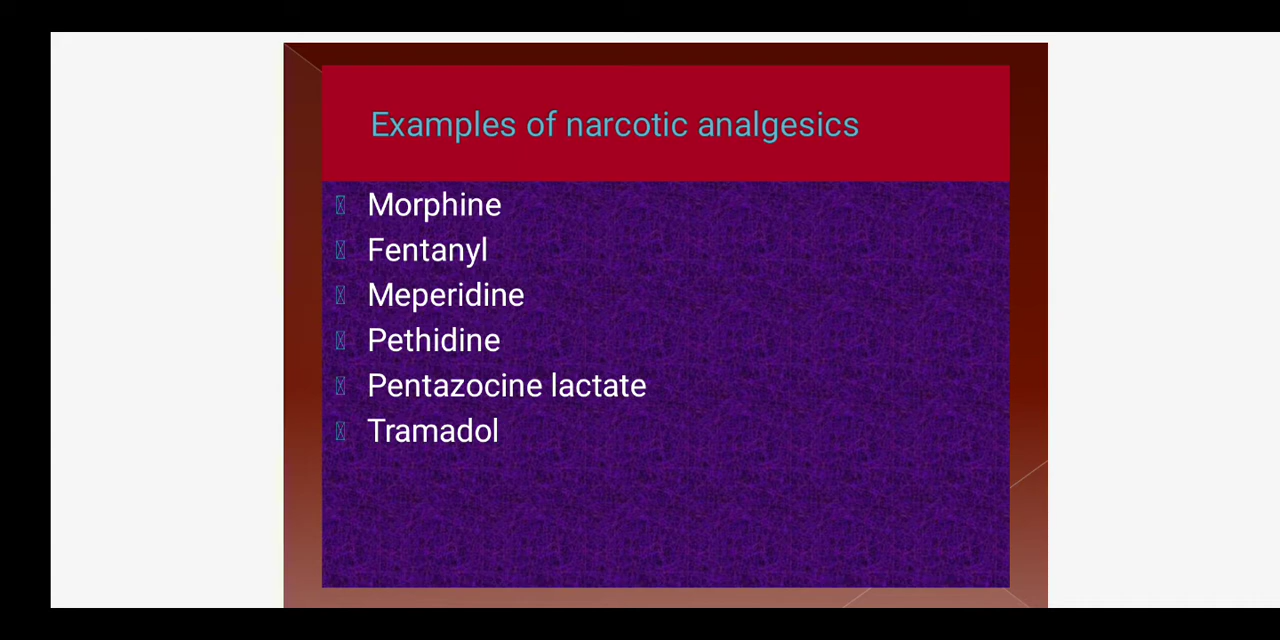 Examples of narcotic analgesics
Morphine
Fentanyl
Meperidine
Pethidine
Pentazocine lactate
Tramadol